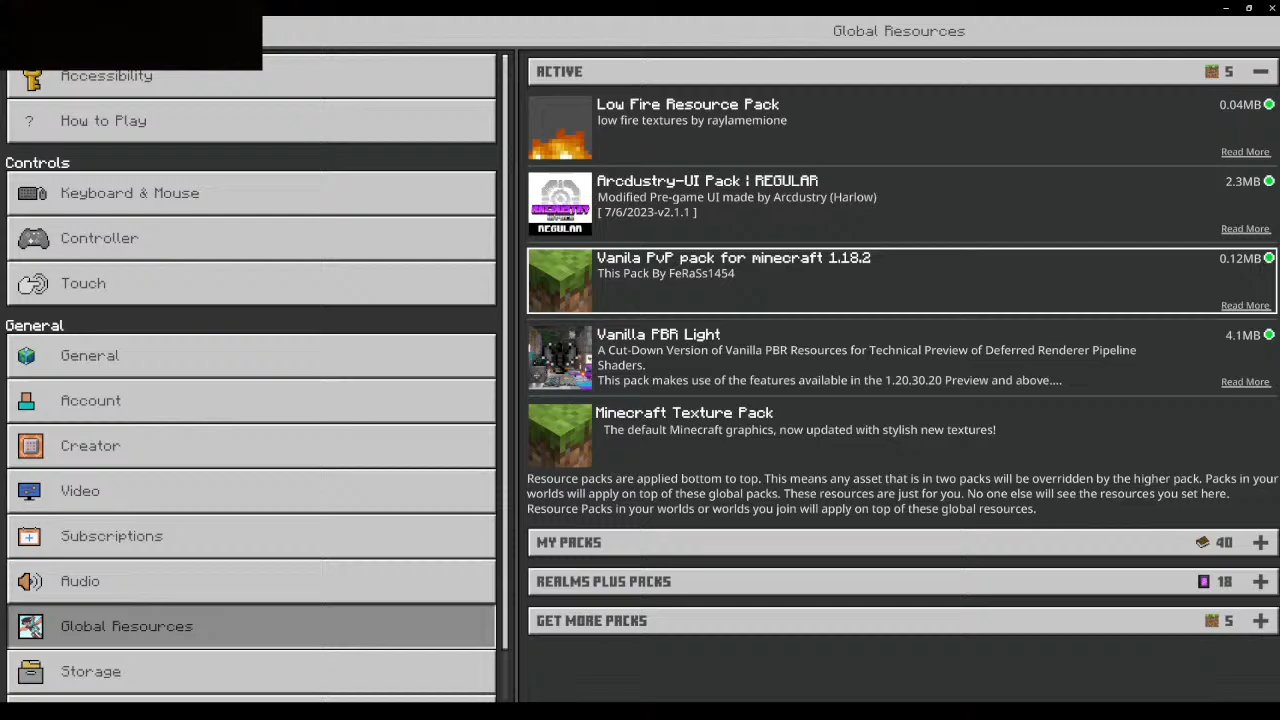 Global Resources
Accessibility
? How to Play
Controls
Keyboard & Mouse
Controller
Touch
General
General
Account
Creator
Video
Subscriptions
Audio
Global Resources
Storage
ACTIVE 5
Low Fire Resource Pack 0.04MB
low fire textures by raylamemione
Read More
Arcdustry-UI Pack | REGULAR 2.3MB
Modified Pre-game UI made by Arcdustry (Harlow)
[ 7/6/2023-v2.1.1 ]
ARCDUSTRY
REGULAR
Read More
Vanila PvP pack for minecraft 1.18.2 0.12MB
This Pack By FeRaSs1454
Read More
Vanilla PBR Light 4.1MB
A Cut-Down Version of Vanilla PBR Resources for Technical Preview of Deferred Renderer Pipeline
Shaders.
This pack makes use of the features available in the 1.20.30.20 Preview and above....
Read More
Minecraft Texture Pack
The default Minecraft graphics, now updated with stylish new textures!
Resource packs are applied bottom to top. This means any asset that is in two packs will be overridden by the higher pack. Packs in your
worlds will apply on top of these global packs. These resources are just for you. No one else will see the resources you set here.
Resource Packs in your worlds or worlds you join will apply on top of these global resources.
MY PACKS 40
REALMS PLUS PACKS 18
GET MORE PACKS 5